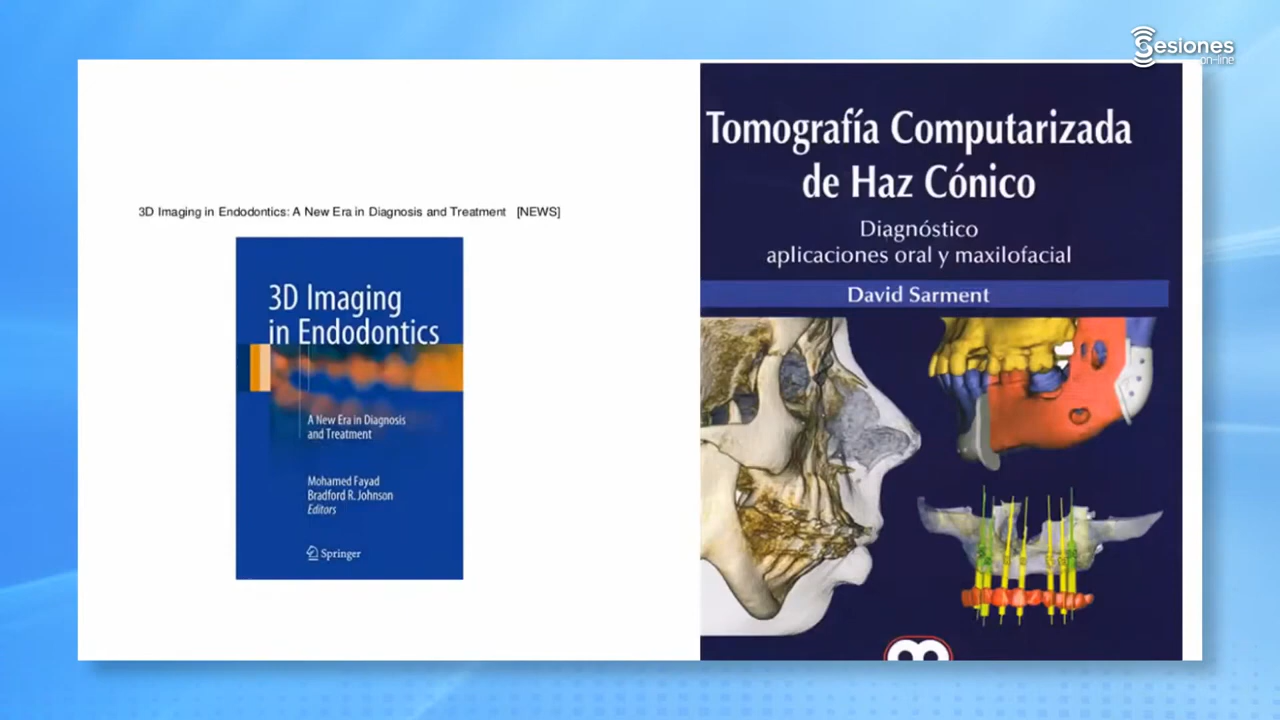 Sesiones
on-line
3D Imaging in Endodontics: A New Era in Diagnosis and Treatment [NEWS]
3D Imaging
in Endodontics
A New Era in Diagnosis
and Treatment
Mohamed Fayad
Bradford R. Johnson
Editors
Springer
Tomografía Computarizada
de Haz Cónico
Diagnóstico
aplicaciones oral y maxilofacial
David Sarment